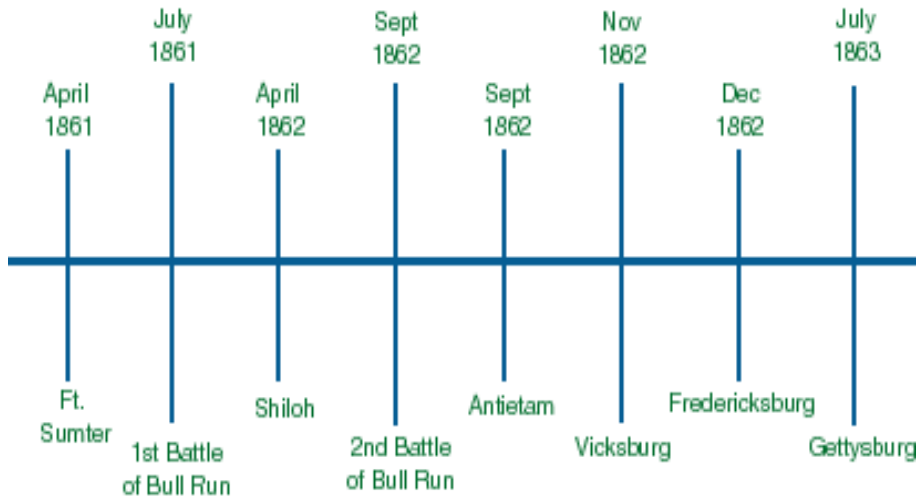 July
1861
Sept
1862
Nov
1862
July
1863
April
1861
April
1862
Sept
1862
Dec
1862
Ft.
Sumter
Shiloh
Antietam
Fredericksburg
1st Battle
of Bull Run
2nd Battle
of Bull Run
Vicksburg
Gettysburg